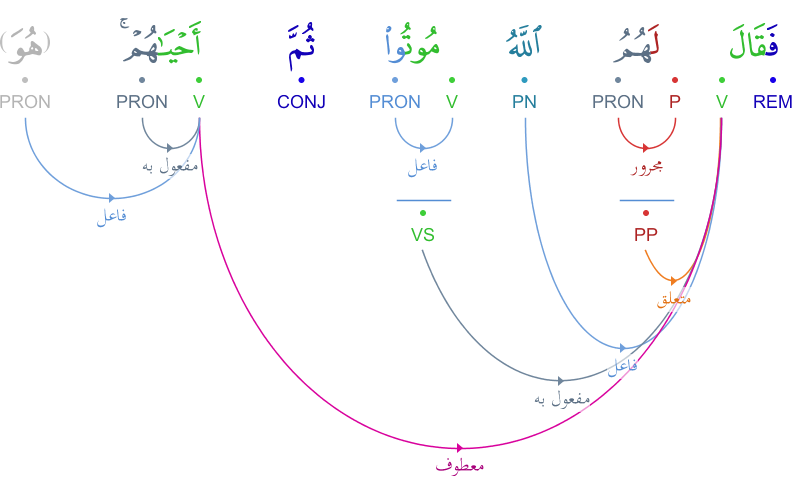 فَقَالَ لَهُمُ ٱللَّهُ مُوتُوا۟ ثُمَّ أَحْيَـٰهُمْ ۚ (هُوَ)
REM V P PRON PN V PRON CONJ V PRON PRON
مفعول به فاعل مجرور
فاعل
VS PP
متعلق
فاعل
مفعول به
معطوف